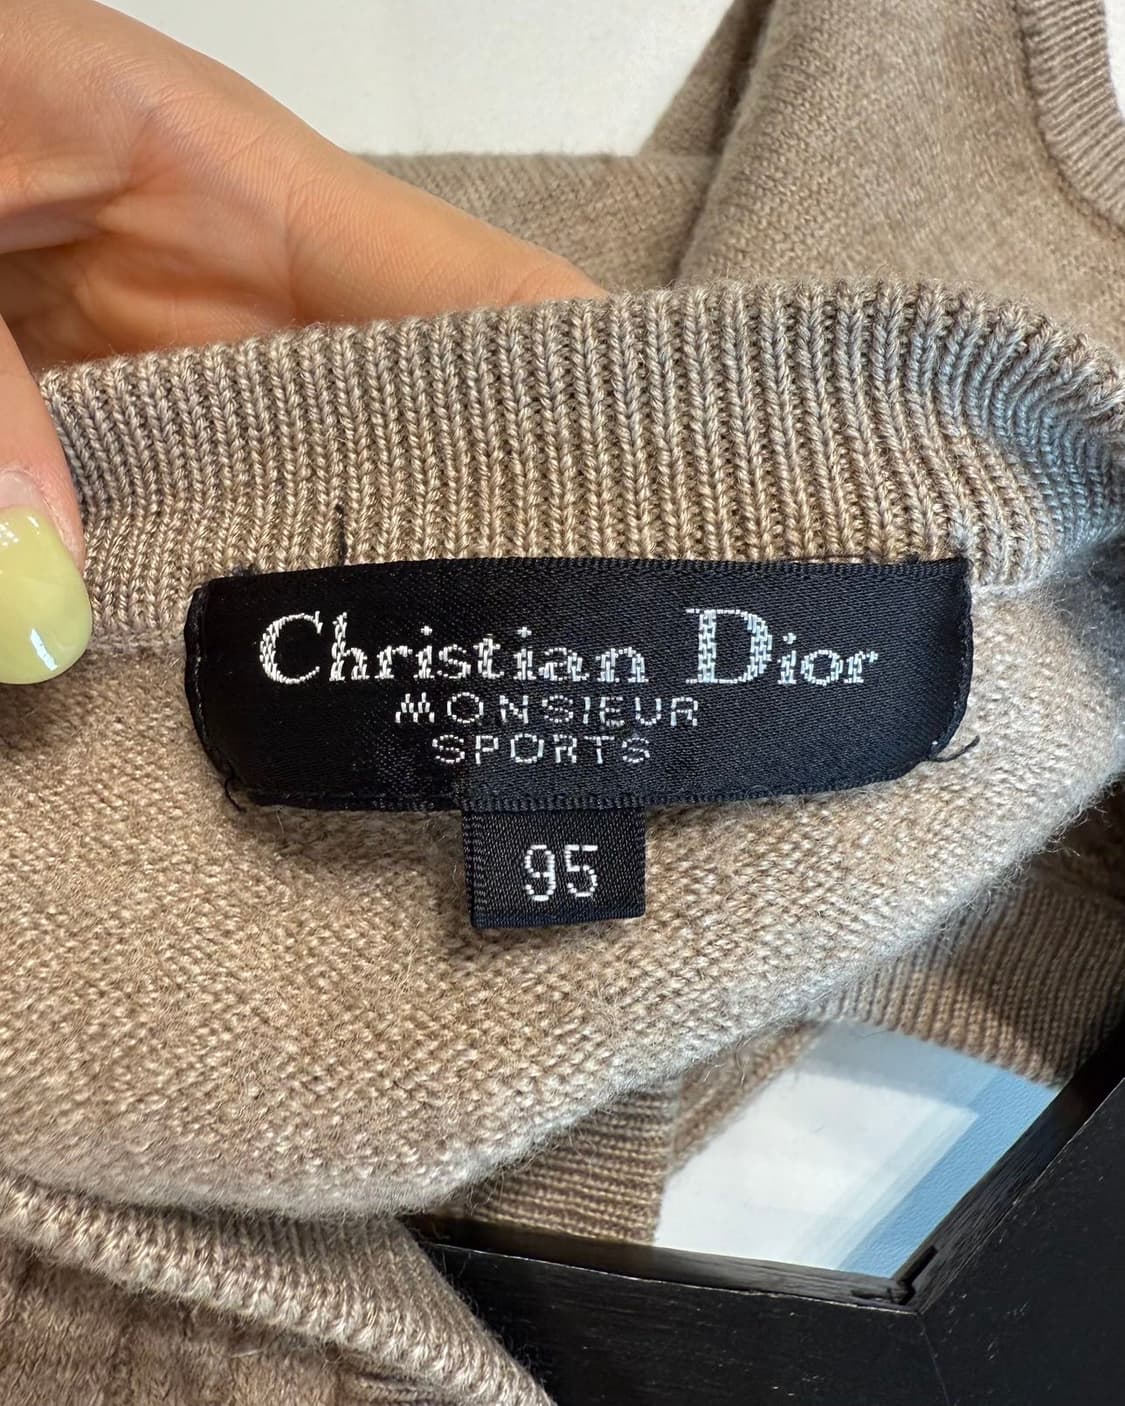 Christian Dior
MONSIEUR
SPORTS
95